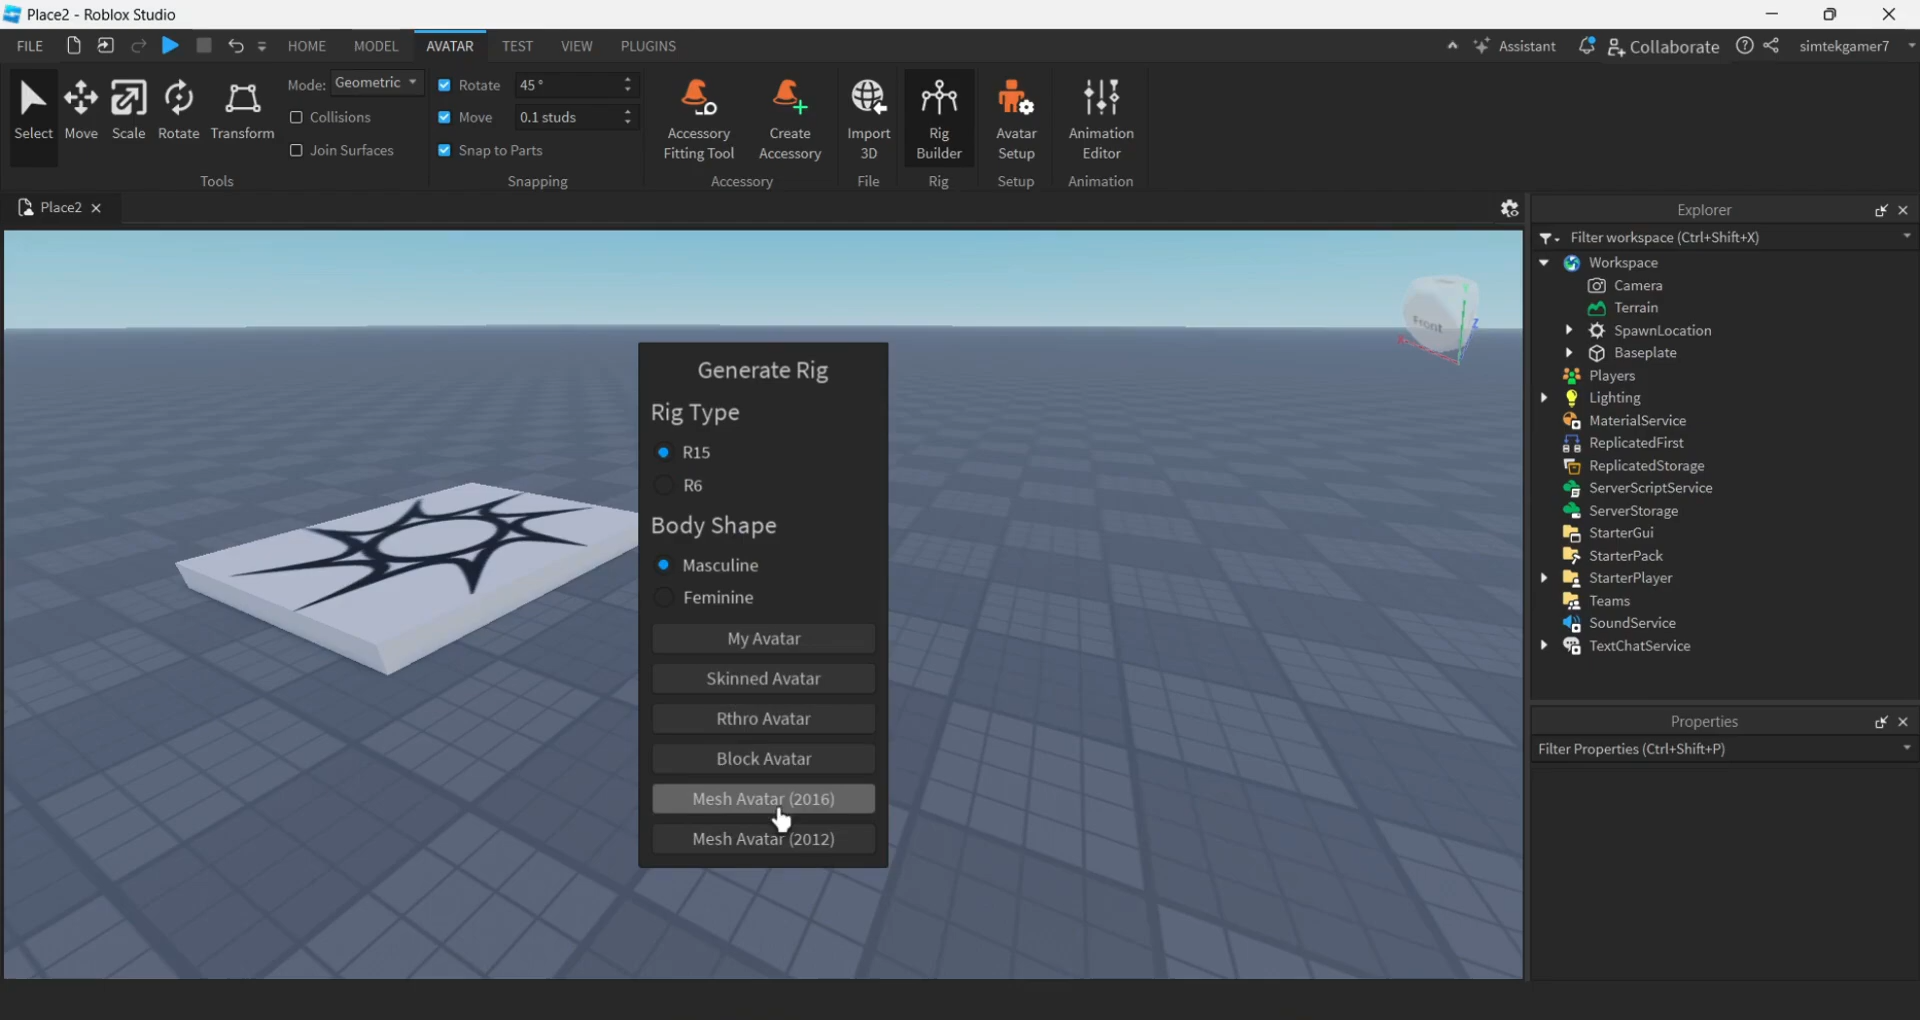 Place2 - Roblox Studio
FILE HOME MODEL AVATAR TEST VIEW PLUGINS Assistant Collaborate simtekgamer7
Select Move Scale Rotate Transform
Mode: Geometric
Collisions
Join Surfaces
Tools
Rotate 45 °
Move 0.1 studs
Snap to Parts
Snapping
Accessory Fitting Tool
Create Accessory
Accessory
Import 3D
File
Rig Builder
Rig
Avatar Setup
Setup
Animation Editor
Animation
Place2
Front
X
Y
Z
Generate Rig
Rig Type
R15
R6
Body Shape
Masculine
Feminine
My Avatar
Skinned Avatar
Rthro Avatar
Block Avatar
Mesh Avatar (2016)
Mesh Avatar (2012)
Explorer
Filter workspace (Ctrl+Shift+X)
Workspace
Camera
Terrain
SpawnLocation
Baseplate
Players
Lighting
MaterialService
ReplicatedFirst
ReplicatedStorage
ServerScriptService
ServerStorage
StarterGui
StarterPack
StarterPlayer
Teams
SoundService
TextChatService
Properties
Filter Properties (Ctrl+Shift+P)